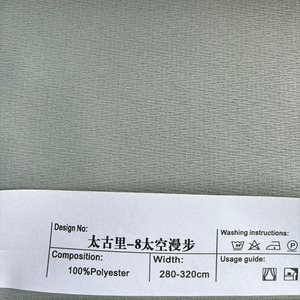 Design No:
太古里-8太空漫步
Washing instructions:
Composition:
100%Polyester
Width:
280-320cm
Usage guide: